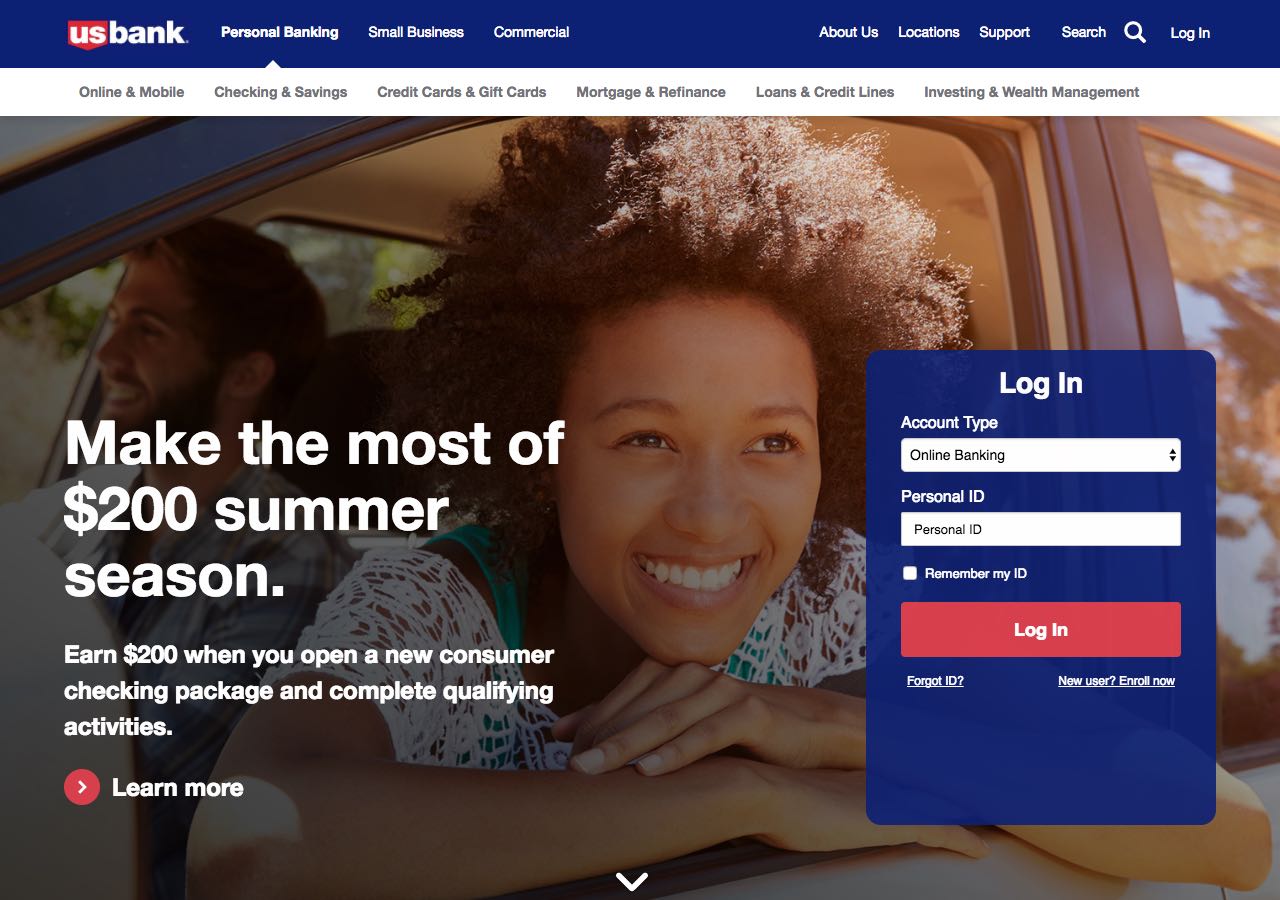 usbank.
Personal Banking
Small Business
Commercial
About Us
Locations
Support
Search
Log In
Online & Mobile
Checking & Savings
Credit Cards & Gift Cards
Mortgage & Refinance
Loans & Credit Lines
Investing & Wealth Management
Make the most of
$200 summer
season.
Earn $200 when you open a new consumer
checking package and complete qualifying
activities.
Learn more
Log In
Account Type
Online Banking
Personal ID
Personal ID
Remember my ID
Log In
Forgot ID?
New user? Enroll now